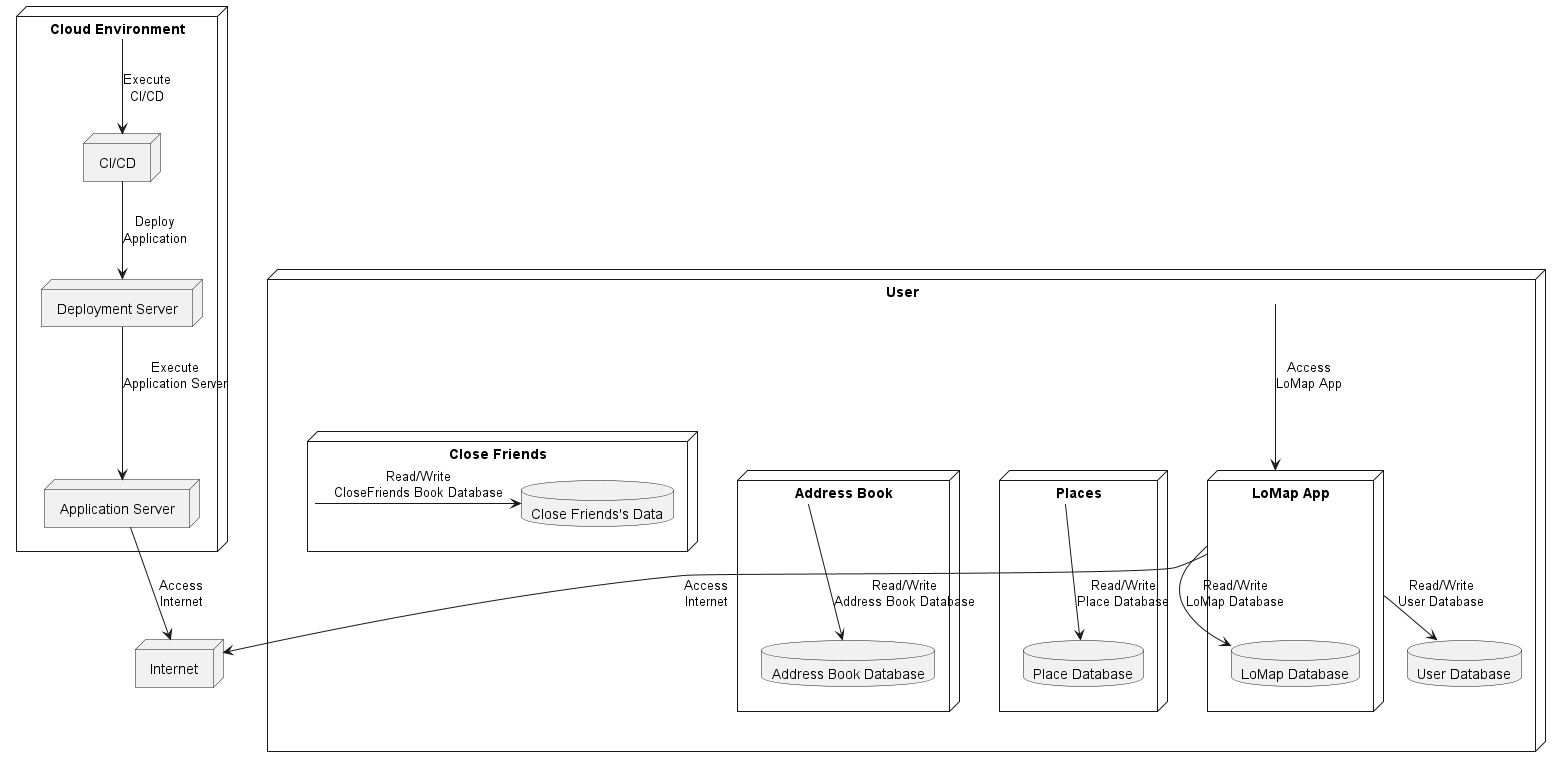 Cloud Environment
Execute
CI/CD
CI/CD
Deploy
Application
Deployment Server
Execute
Application Server
Application Server
Access
Internet
Internet
User
Access
LoMap App
Close Friends
Read/Write
CloseFriends Book Database
Close Friends's Data
Address Book
Read/Write
Address Book Database
Address Book Database
Places
Read/Write
Place Database
Place Database
LoMap App
Access
Internet
Read/Write
LoMap Database
LoMap Database
Read/Write
User Database
User Database